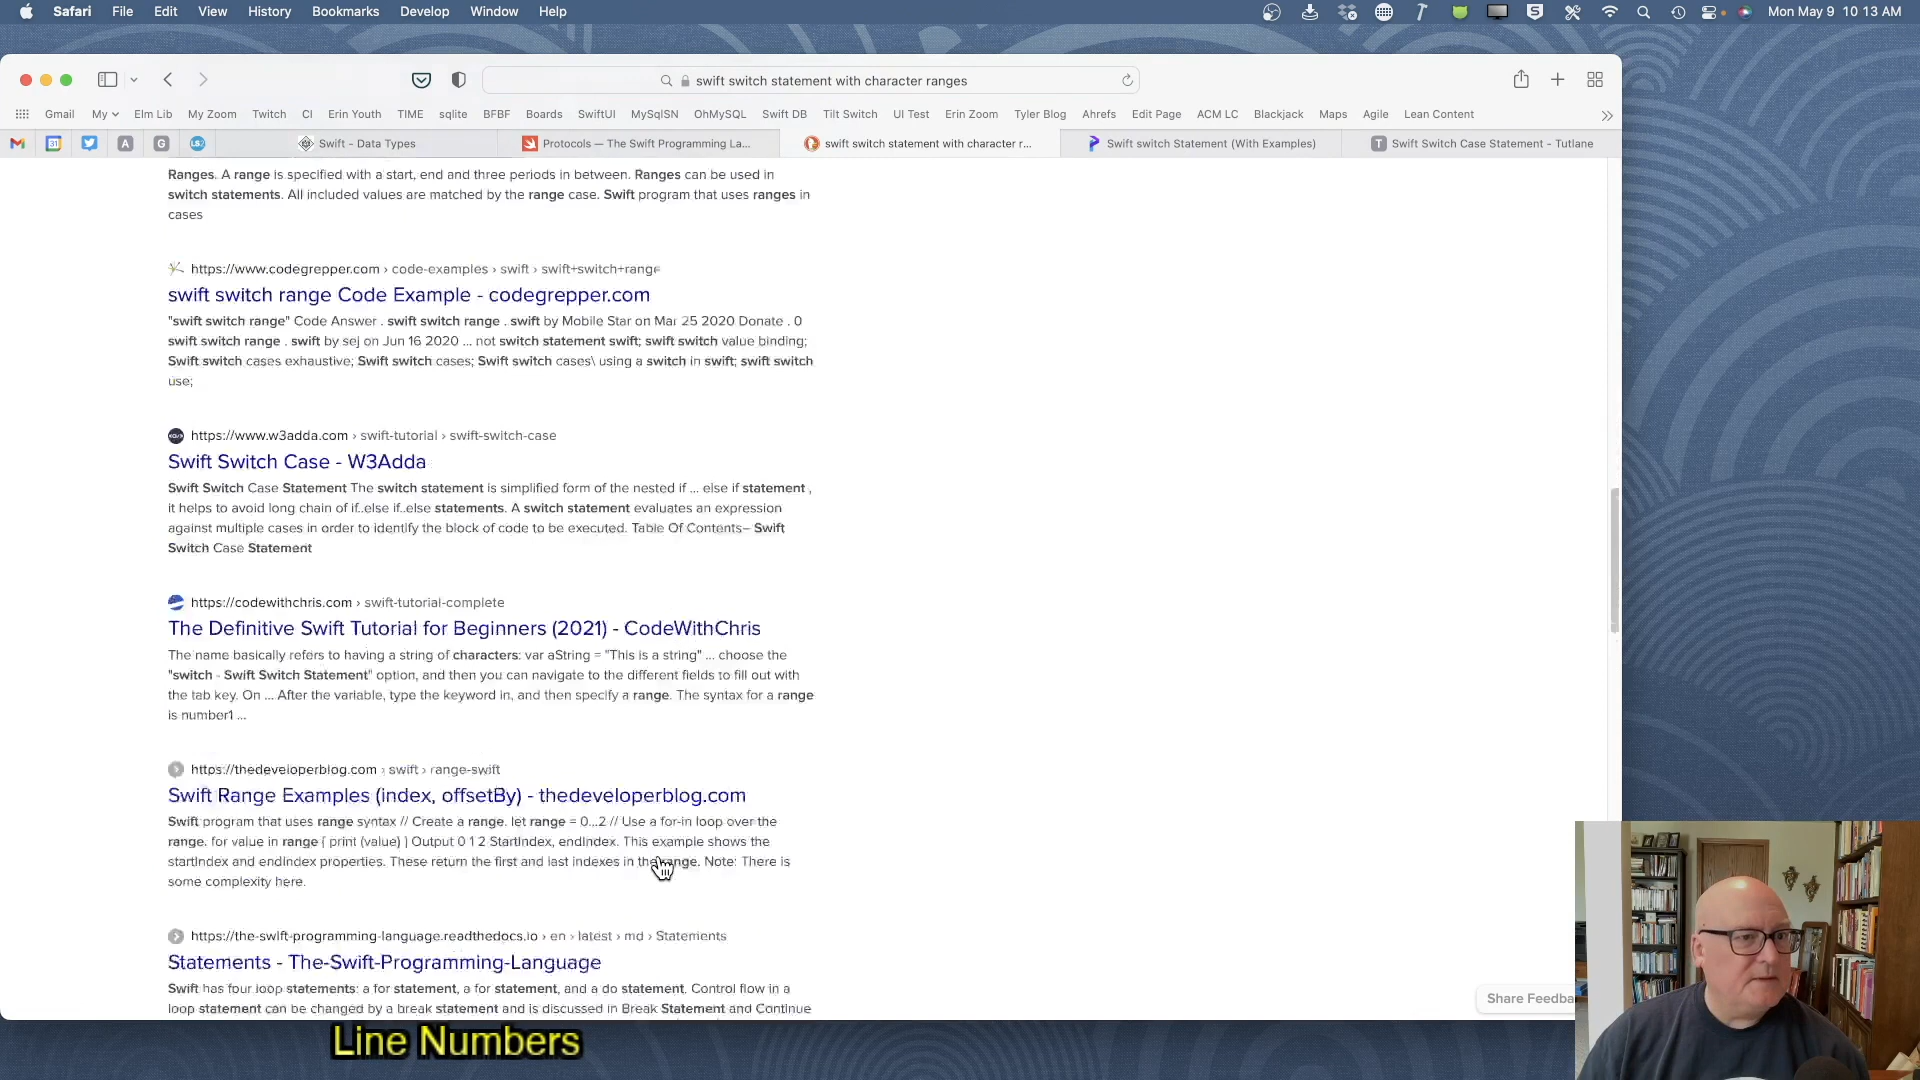 Safari File Edit View History Bookmarks Develop Window Help
Mon May 9 10 13 AM
swift switch statement with character ranges
Gmail My Elm Lib My Zoom Twitch CI Erin Youth TIME sqlite BFBF Boards SwiftUI MySqlSN OhMySQL Swift DB Tilt Switch UI Test Erin Zoom Tyler Blog Ahrefs Edit Page ACM LC Blackjack Maps Agile Lean Content
Swift - Data Types
Protocols — The Swift Programming La...
swift switch statement with character r...
Swift switch Statement (With Examples)
Swift Switch Case Statement - Tutlane
Ranges. A range is specified with a start, end and three periods in between. Ranges can be used in
switch statements. All included values are matched by the range case. Swift program that uses ranges in
cases
https://www.codegrepper.com › code-examples › swift › swift+switch+range
swift switch range Code Example - codegrepper.com
"swift switch range" Code Answer . swift switch range . swift by Mobile Star on Mar 25 2020 Donate . 0
swift switch range . swift by sej on Jun 16 2020 ... not switch statement swift; swift switch value binding;
Swift switch cases exhaustive; Swift switch cases; Swift switch cases\ using a switch in swift; swift switch
use;
https://www.w3adda.com › swift-tutorial › swift-switch-case
Swift Switch Case - W3Adda
Swift Switch Case Statement The switch statement is simplified form of the nested if ... else if statement ,
it helps to avoid long chain of if..else if..else statements. A switch statement evaluates an expression
against multiple cases in order to identify the block of code to be executed. Table Of Contents– Swift
Switch Case Statement
https://codewithchris.com › swift-tutorial-complete
The Definitive Swift Tutorial for Beginners (2021) - CodeWithChris
The name basically refers to having a string of characters: var aString = "This is a string" ... choose the
"switch - Swift Switch Statement" option, and then you can navigate to the different fields to fill out with
the tab key. On ... After the variable, type the keyword in, and then specify a range. The syntax for a range
is number1 ...
https://thedeveloperblog.com › swift › range-swift
Swift Range Examples (index, offsetBy) - thedeveloperblog.com
Swift program that uses range syntax // Create a range. let range = 0...2 // Use a for-in loop over the
range. for value in range { print (value) } Output 0 1 2 StartIndex, endIndex. This example shows the
startIndex and endIndex properties. These return the first and last indexes in the range. Note: There is
some complexity here.
https://the-swift-programming-language.readthedocs.io › en › latest › md › Statements
Statements - The-Swift-Programming-Language
Swift has four loop statements: a for statement, a for statement, and a do statement. Control flow in a
loop statement can be changed by a break statement and is discussed in Break Statement and Continue
Share Feedba
Line Numbers